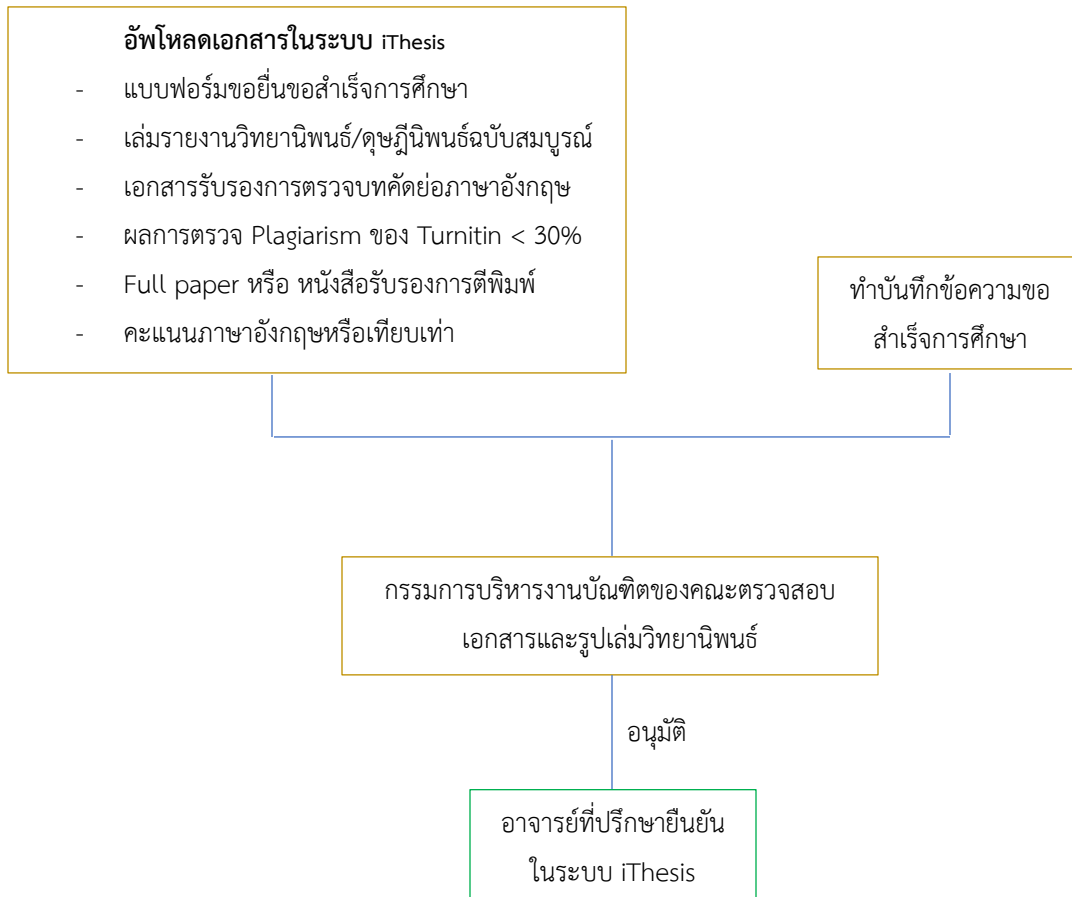 อัพโหลดเอกสารในระบบ iThesis
- แบบฟอร์มขอยื่นขอสำเร็จการศึกษา
- เล่มรายงานวิทยานิพนธ์/ดุษฎีนิพนธ์ฉบับสมบูรณ์
- เอกสารรับรองการตรวจบทคัดย่อภาษาอังกฤษ
- ผลการตรวจ Plagiarism ของ Turnitin < 30%
- Full paper หรือ หนังสือรับรองการตีพิมพ์
- คะแนนภาษาอังกฤษหรือเทียบเท่า
ทำบันทึกข้อความขอ
สำเร็จการศึกษา
กรรมการบริหารงานบัณฑิตของคณะตรวจสอบ
เอกสารและรูปเล่มวิทยานิพนธ์
อนุมัติ
อาจารย์ที่ปรึกษายืนยัน
ในระบบ iThesis